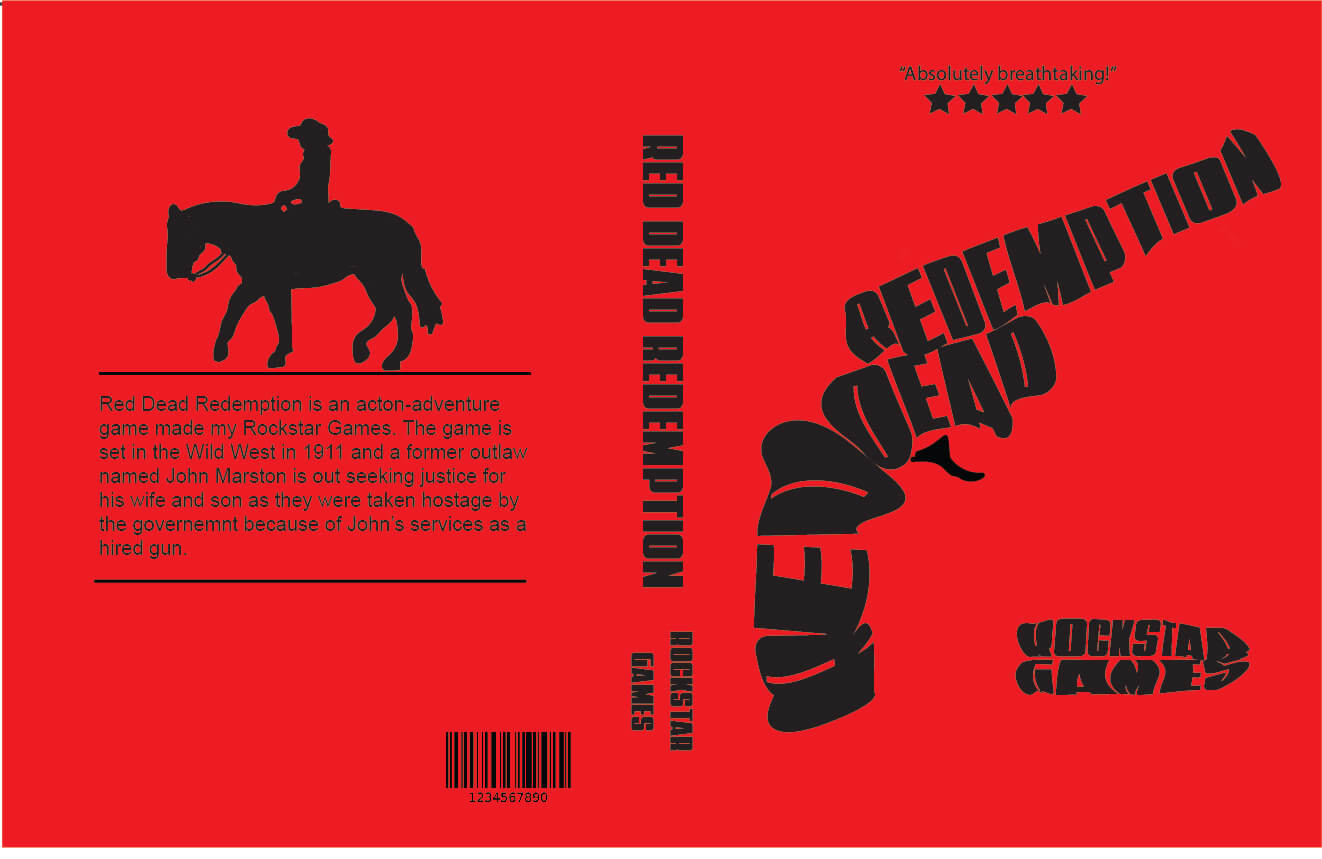 Red Dead Redemption is an acton-adventure
game made my Rockstar Games. The game is
set in the Wild West in 1911 and a former outlaw
named John Marston is out seeking justice for
his wife and son as they were taken hostage by
the governemnt because of John's services as a
hired gun.
1234567890
RED DEAD REDEMPTION
ROCKSTAR
GAMES
“Absolutely breathtaking!”
RED
DEAD
REDEMPTION
ROCKSTAR
GAMES